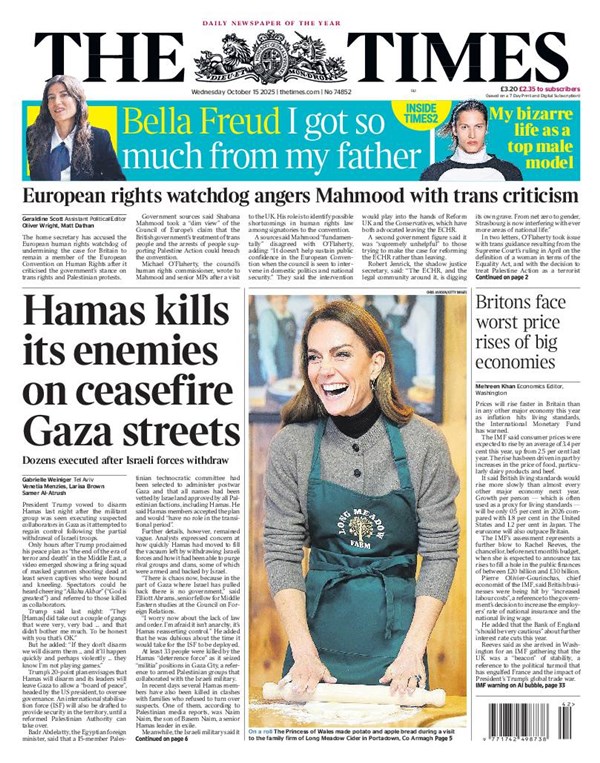 DAILY NEWSPAPER OF THE YEAR
THE TIMES
DIEU ET MON DROIT
Wednesday October 15 2025 | thetimes.com | No 74852
£3.20 £2.35 to subscribers
(based on a 7 Day Print and Digital Subscription)
Bella Freud I got so
much from my father
INSIDE
TIMES2
My bizarre
life as a
top male
model
European rights watchdog angers Mahmood with trans criticism
Geraldine Scott Assistant Political Editor
Oliver Wright, Matt Dathan
The home secretary has accused the
European human rights watchdog of
undermining the case for Britain to
remain a member of the European
Convention on Human Rights after it
criticised the government's stance on
trans rights and Palestinian protests.
Government sources said Shabana
Mahmood took a "dim view" of the
Council of Europe's claim that the
British government's treatment of trans
people and the arrests of people sup-
porting Palestine Action could breach
the convention.
Michael O'Flaherty, the council's
human rights commissioner, wrote to
Mahmood and senior MPs after a visit
to the UK. His role is to identify possible
shortcomings in human rights law
among signatories to the convention.
A source said Mahmood "fundamen-
tally" disagreed with O'Flaherty,
adding: "It doesn't help sustain public
confidence in the European Conven-
tion when the council is seen to inter-
vene in domestic politics and national
security." They said the intervention
would play into the hands of Reform
UK and the Conservatives, which have
both advocated leaving the ECHR.
A second government figure said it
was "supremely unhelpful" to those
trying to make the case for reforming
the ECHR rather than leaving.
Robert Jenrick, the shadow justice
secretary, said: "The ECHR, and the
legal community around it, is digging
its own grave. From net zero to gender,
Strasbourg is now interfering with ever
more areas of national life."
In two letters, O'Flaherty took issue
with trans guidance resulting from the
Supreme Court's ruling in April on the
definition of a woman in terms of the
Equality Act, and with the decision to
treat Palestine Action as a terrorist
Continued on page 2
Hamas kills
its enemies
on ceasefire
Gaza streets
Dozens executed after Israeli forces withdraw
Gabrielle Weiniger Tel Aviv
Venetia Menzies, Larisa Brown
Samer Al-Atrush
President Trump vowed to disarm
Hamas last night after the militant
group was seen executing suspected
collaborators in Gaza as it attempted to
regain control following the partial
withdrawal of Israeli troops.
Only hours after Trump proclaimed
his peace plan as "the end of the era of
terror and death" in the Middle East, a
video emerged showing a firing squad
of masked gunmen shooting dead at
least seven captives who were bound
and kneeling. Spectators could be
heard cheering "Allahu Akbar" ("God is
greatest") and referred to those killed
as collaborators.
Trump said last night: "They
[Hamas] did take out a couple of gangs
that were very, very bad ... and that
didn't bother me much. To be honest
with you that's OK."
But he added: "If they don't disarm
we will disarm them ... and it'll happen
quickly and perhaps violently ... they
know I'm not playing games."
Trump's 20-point plan envisages that
Hamas will disarm and its leaders will
leave Gaza to allow a "board of peace",
headed by the US president, to oversee
governance. An international stabilisa-
tion force (ISF) will also be drafted to
provide security in the territory, until a
reformed Palestinian Authority can
take over.
Badr Abdelatty, the Egyptian foreign
minister, said that a 15-member Pales-
tinian technocratic committee had
been selected to administer postwar
Gaza and that all names had been
vetted by Israel and approved by all Pal-
estinian factions, including Hamas. He
said Hamas members accepted the plan
and would "have no role in the transi-
tional period".
Further details, however, remained
vague. Analysts expressed concern at
how quickly Hamas had moved to fill
the vacuum left by withdrawing Israeli
forces and how it had been able to purge
rival groups and clans, some of which
were armed and backed by Israel.
"There is chaos now, because in the
part of Gaza where Israel has pulled
back there is no government," said
Elliott Abrams, senior fellow for Middle
Eastern studies at the Council on For-
eign Relations.
"I worry now about the lack of law
and order. I'm afraid it isn't anarchy, it's
Hamas reasserting control." He added
that he was dubious about the time it
would take for the ISF to be deployed.
At least 33 people were killed by the
Hamas "deterrence force" as it seized
"militia" positions in Gaza City, a refer-
ence to armed Palestinian groups that
collaborated with the Israeli military.
In recent days several Hamas mem-
bers have also been killed in clashes
with families who refused to turn over
suspects. One of them, according to
Palestinian media reports, was Naim
Naim, the son of Basem Naim, a senior
Hamas leader in exile.
Meanwhile, the Israeli military said it
Continued on page 6
LONG MEADOW
FARM
On a roll The Princess of Wales made potato and apple bread during a visit
to the family firm of Long Meadow Cider in Portadown, Co Armagh Page 5
Britons face
worst price
rises of big
economies
Mehreen Khan Economics Editor,
Washington
Prices will rise faster in Britain than
in any other major economy this year
as inflation hits living standards,
the International Monetary Fund
has warned.
The IMF said consumer prices were
expected to rise by an average of 3.4 per
cent this year, up from 2.5 per cent last
year. The rise has been driven in part by
increases in the price of food, particu-
larly dairy products and beef.
It said British living standards would
rise more slowly than almost every
other major economy next year.
Growth per person — which is often
used as a proxy for living standards —
will be only 0.5 per cent in 2026 com-
pared with 1.8 per cent in the United
States and 1.2 per cent in Japan. The
eurozone will also outpace Britain.
The IMF's assessment represents a
further blow to Rachel Reeves, the
chancellor, before next month's budget,
when she is expected to announce tax
rises to fill a hole in the public finances
of between £20 billion and £30 billion.
Pierre Olivier-Gourinchas, chief
economist of the IMF, said British busi-
nesses were being hit by "increased
labour costs", a reference to the govern-
ment's decision to increase the employ-
ers' rate of national insurance and the
national living wage.
He added that the Bank of England
"should be very cautious" about further
interest rate cuts this year.
Reeves said as she arrived in Wash-
ington for an IMF gathering that the
UK was a "beacon" of stability, a
reference to the political turmoil that
has engulfed France and the impact of
President Trump's global trade war.
IMF warning on AI bubble, page 33
42>
9 771742 498738